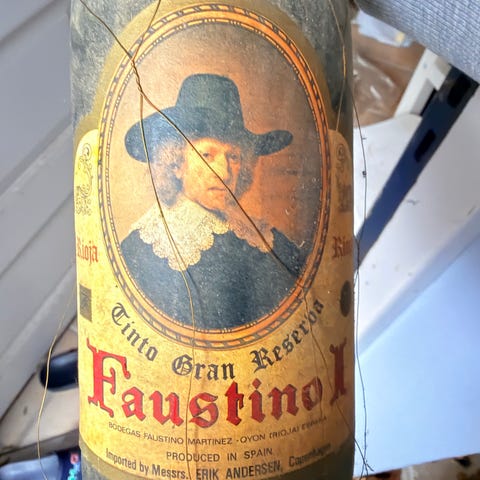 Rioja
Tinto Gran Reserva
Faustino I
BODEGAS FAUSTINO MARTINEZ - OYON (RIOJA) ESPAÑA
PRODUCED IN SPAIN
Imported by Messrs. ERIK ANDERSEN, Copenhagen